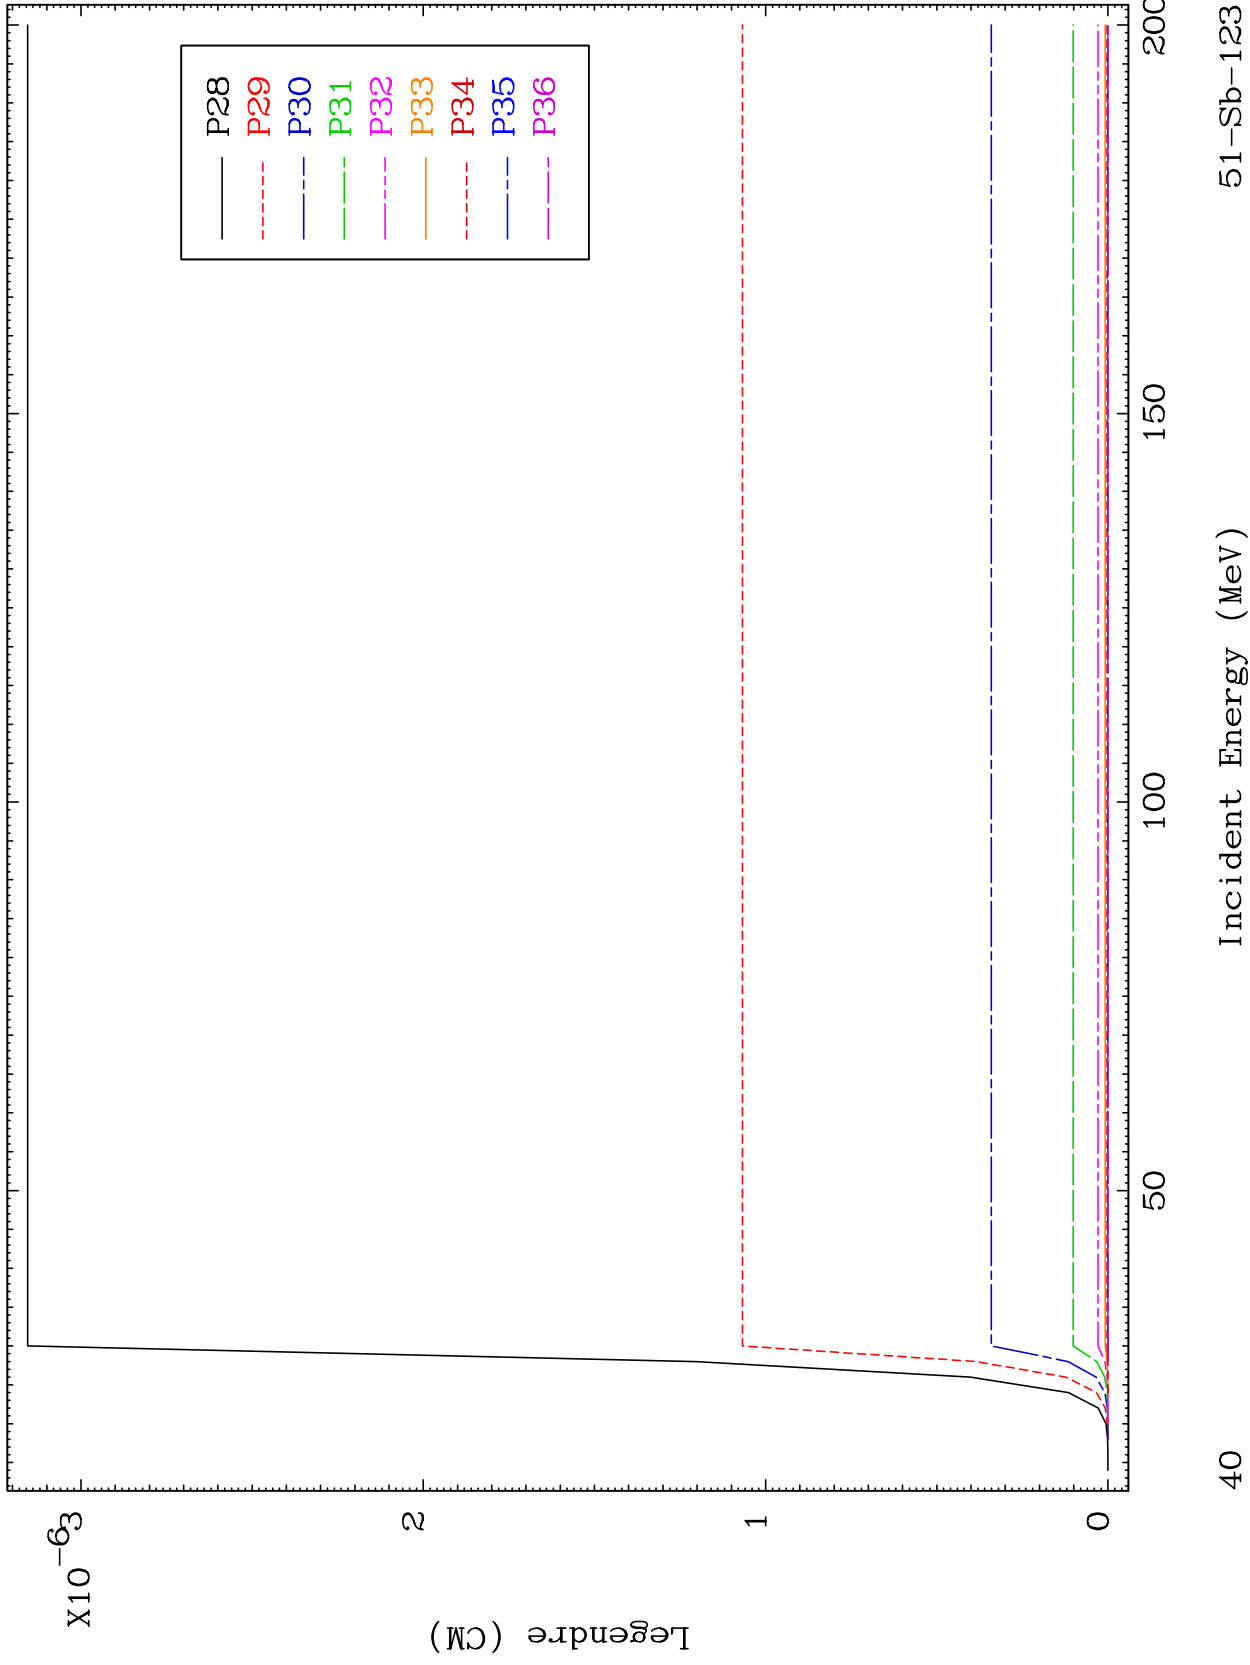 X10
-6
3
2
1
0
Legendre (CM)
P28
P29
P30
P31
P32
P33
P34
P35
P36
50
100
150
200
Incident Energy (MeV)
40
51-Sb-123